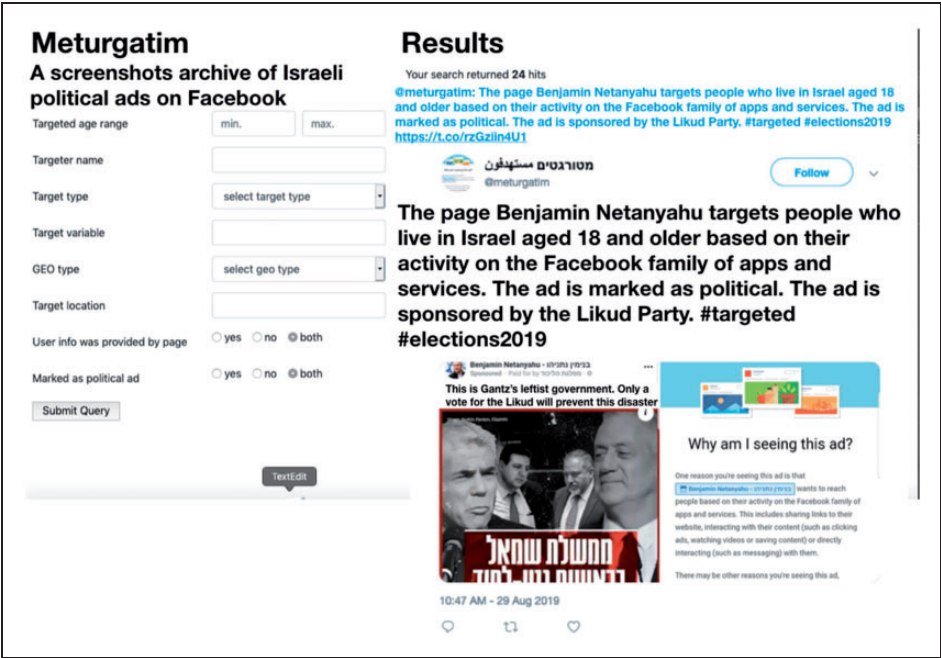 Meturgatim
A screenshots archive of Israeli
political ads on Facebook
Targeted age range
min.
max.
Targeter name
Target type
select target type
Target variable
GEO type
select geo type
Target location
User info was provided by page
yes
no
both
Marked as political ad
yes
no
both
Submit Query
TextEdit
Results
Your search returned 24 hits
@meturgatim: The page Benjamin Netanyahu targets people who live in Israel aged 18
and older based on their activity on the Facebook family of apps and services. The ad is
marked as political. The ad is sponsored by the Likud Party. #targeted #elections2019
https://t.co/rzGziin4U1
מטורגטים مستهدفون
@meturgatim
Follow
The page Benjamin Netanyahu targets people who
live in Israel aged 18 and older based on their
activity on the Facebook family of apps and
services. The ad is marked as political. The ad is
sponsored by the Likud Party. #targeted
#elections2019
Benjamin Netanyahu - בנימין נתניהו
Sponsored · Paid for by
This is Gantz's leftist government. Only a
vote for the Likud will prevent this disaster
ממשלת שמאל
Why am I seeing this ad?
One reason you're seeing this ad is that
Benjamin Netanyahu - בנימין נתניהו wants to reach
people based on their activity on the Facebook family of
apps and services. This includes sharing links to their
website, interacting with their content (such as clicking
ads, watching videos or saving content) or directly
interacting (such as messaging) with them.
There may be other reasons you're seeing this ad,
10:47 AM - 29 Aug 2019